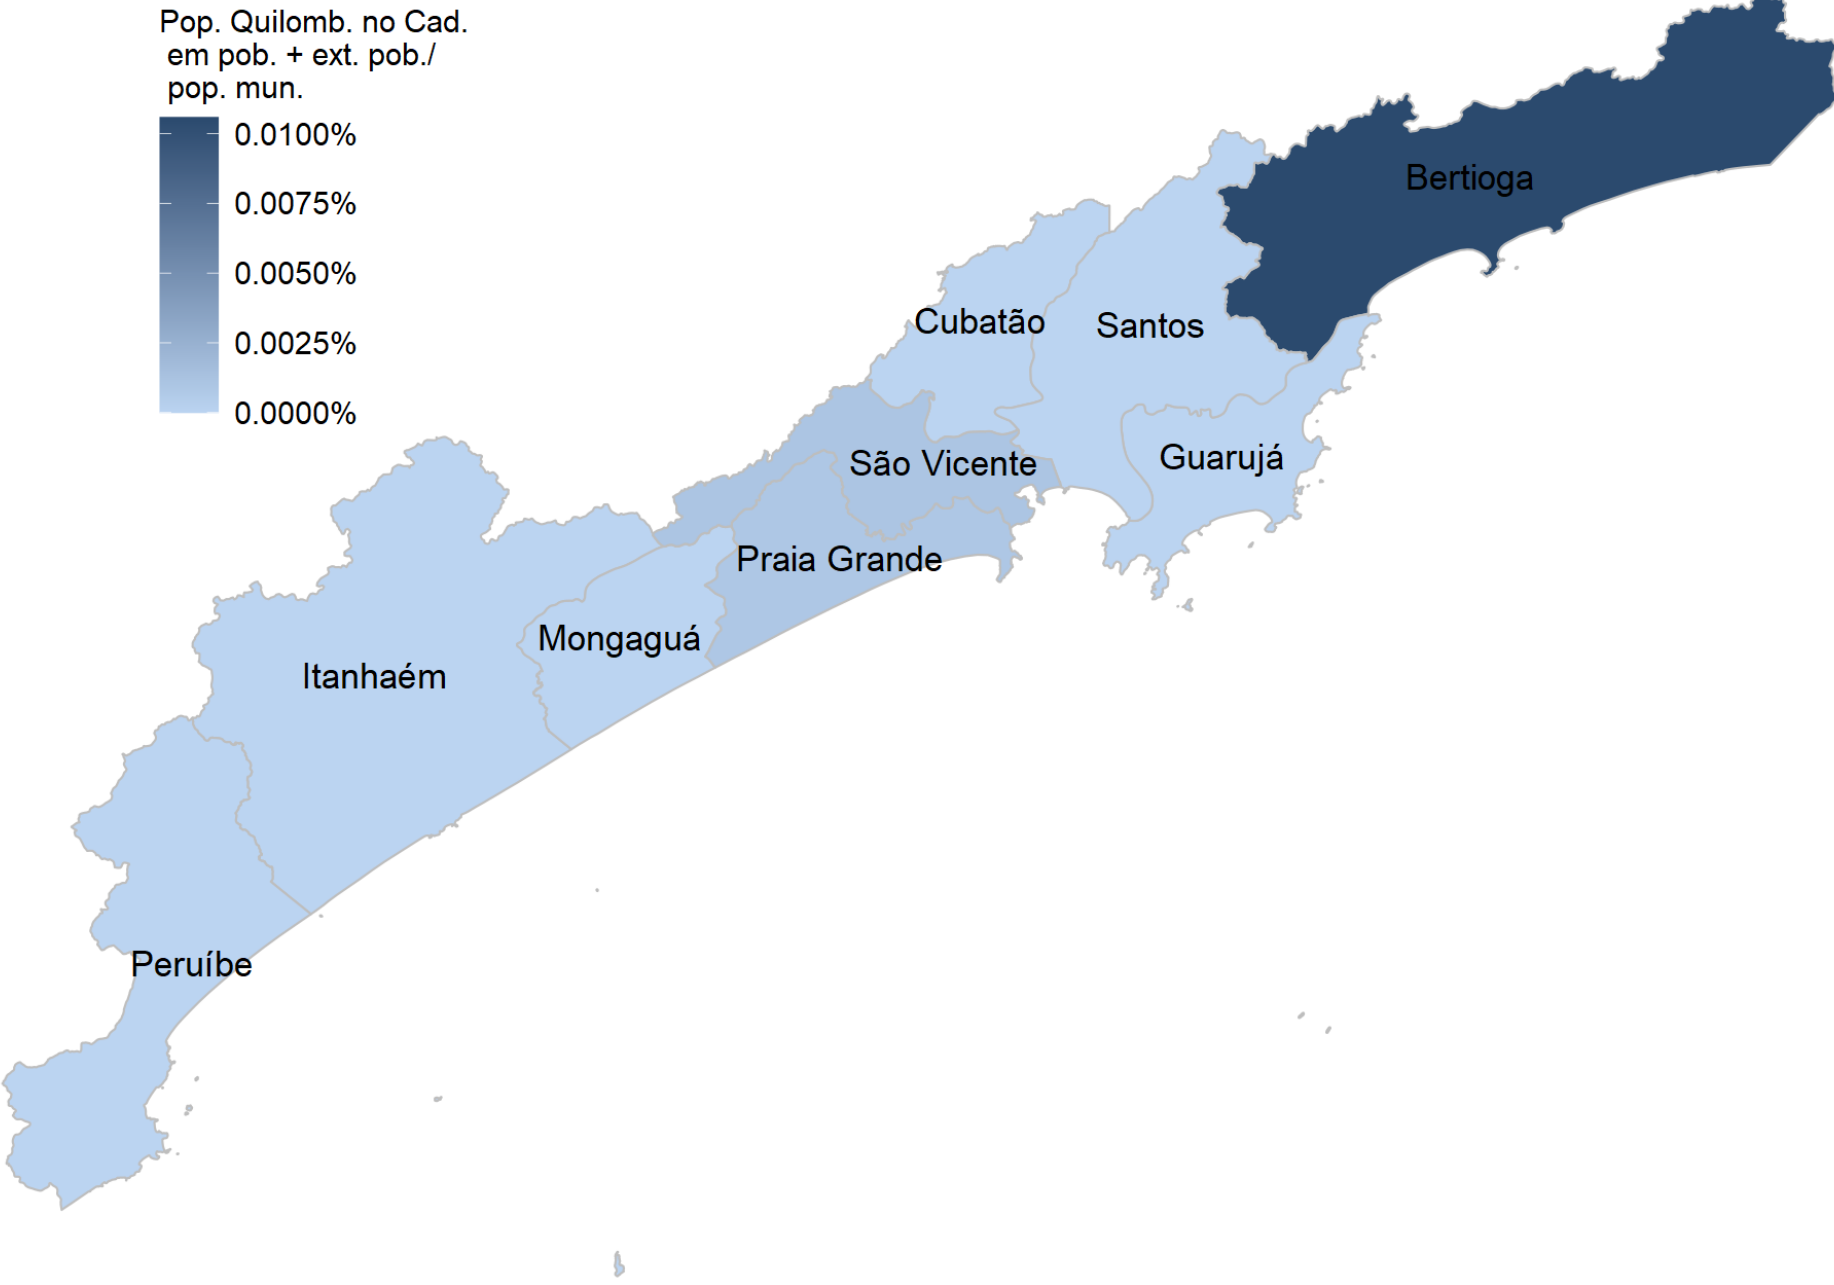 Pop. Quilomb. no Cad.
em pob. + ext. pob./
pop. mun.
0.0100%
0.0075%
0.0050%
0.0025%
0.0000%
Bertioga
Cubatão
Santos
São Vicente
Guarujá
Praia Grande
Mongaguá
Itanhaém
Peruíbe